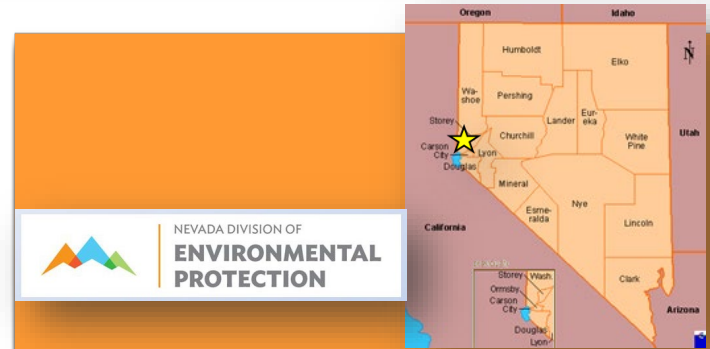 NEVADA DIVISION OF
ENVIRONMENTAL
PROTECTION
Oregon
Idaho
Humboldt
Elko
N
Wa-
shoe
Pershing
Storey
Lander
Eur-
eka
Churchill
White
Pine
Utah
Carson
City
Lyon
Douglas
Mineral
Nye
Esme-
ralda
Lincoln
California
Clark
Arizona
Storey
Wash.
Ormsby
Carson
City
Douglas
Lyon